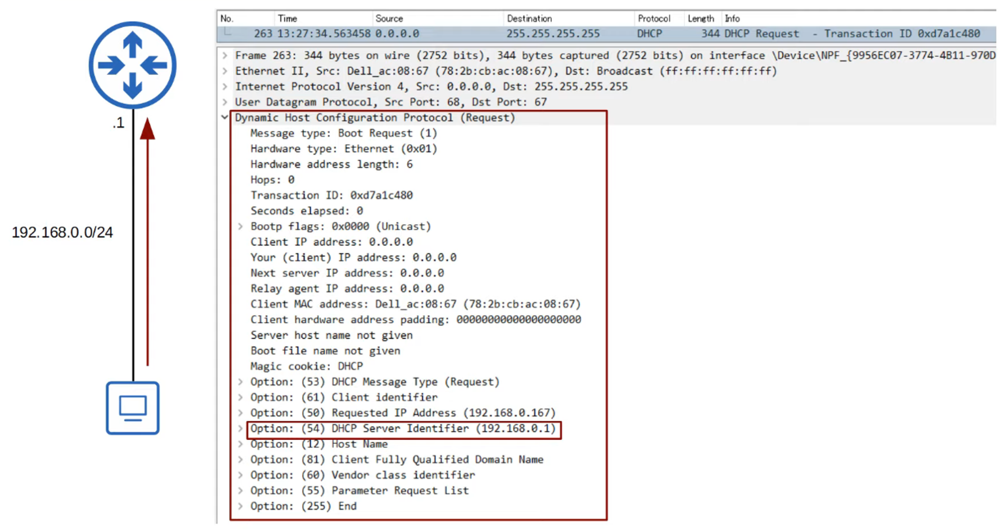 No. Time Source Destination Protocol Length Info
263 13:27:34.563458 0.0.0.0 255.255.255.255 DHCP 344 DHCP Request - Transaction ID 0xd7a1c480
Frame 263: 344 bytes on wire (2752 bits), 344 bytes captured (2752 bits) on interface \Device\NPF_{9956EC07-3774-4B11-970D
Ethernet II, Src: Dell_ac:08:67 (78:2b:cb:ac:08:67), Dst: Broadcast (ff:ff:ff:ff:ff:ff)
Internet Protocol Version 4, Src: 0.0.0.0, Dst: 255.255.255.255
User Datagram Protocol, Src Port: 68, Dst Port: 67
Dynamic Host Configuration Protocol (Request)
Message type: Boot Request (1)
Hardware type: Ethernet (0x01)
Hardware address length: 6
Hops: 0
Transaction ID: 0xd7a1c480
Seconds elapsed: 0
Bootp flags: 0x0000 (Unicast)
Client IP address: 0.0.0.0
Your (client) IP address: 0.0.0.0
Next server IP address: 0.0.0.0
Relay agent IP address: 0.0.0.0
Client MAC address: Dell_ac:08:67 (78:2b:cb:ac:08:67)
Client hardware address padding: 00000000000000000000
Server host name not given
Boot file name not given
Magic cookie: DHCP
Option: (53) DHCP Message Type (Request)
Option: (61) Client identifier
Option: (50) Requested IP Address (192.168.0.167)
Option: (54) DHCP Server Identifier (192.168.0.1)
Option: (12) Host Name
Option: (81) Client Fully Qualified Domain Name
Option: (60) Vendor class identifier
Option: (55) Parameter Request List
Option: (255) End
.1
192.168.0.0/24